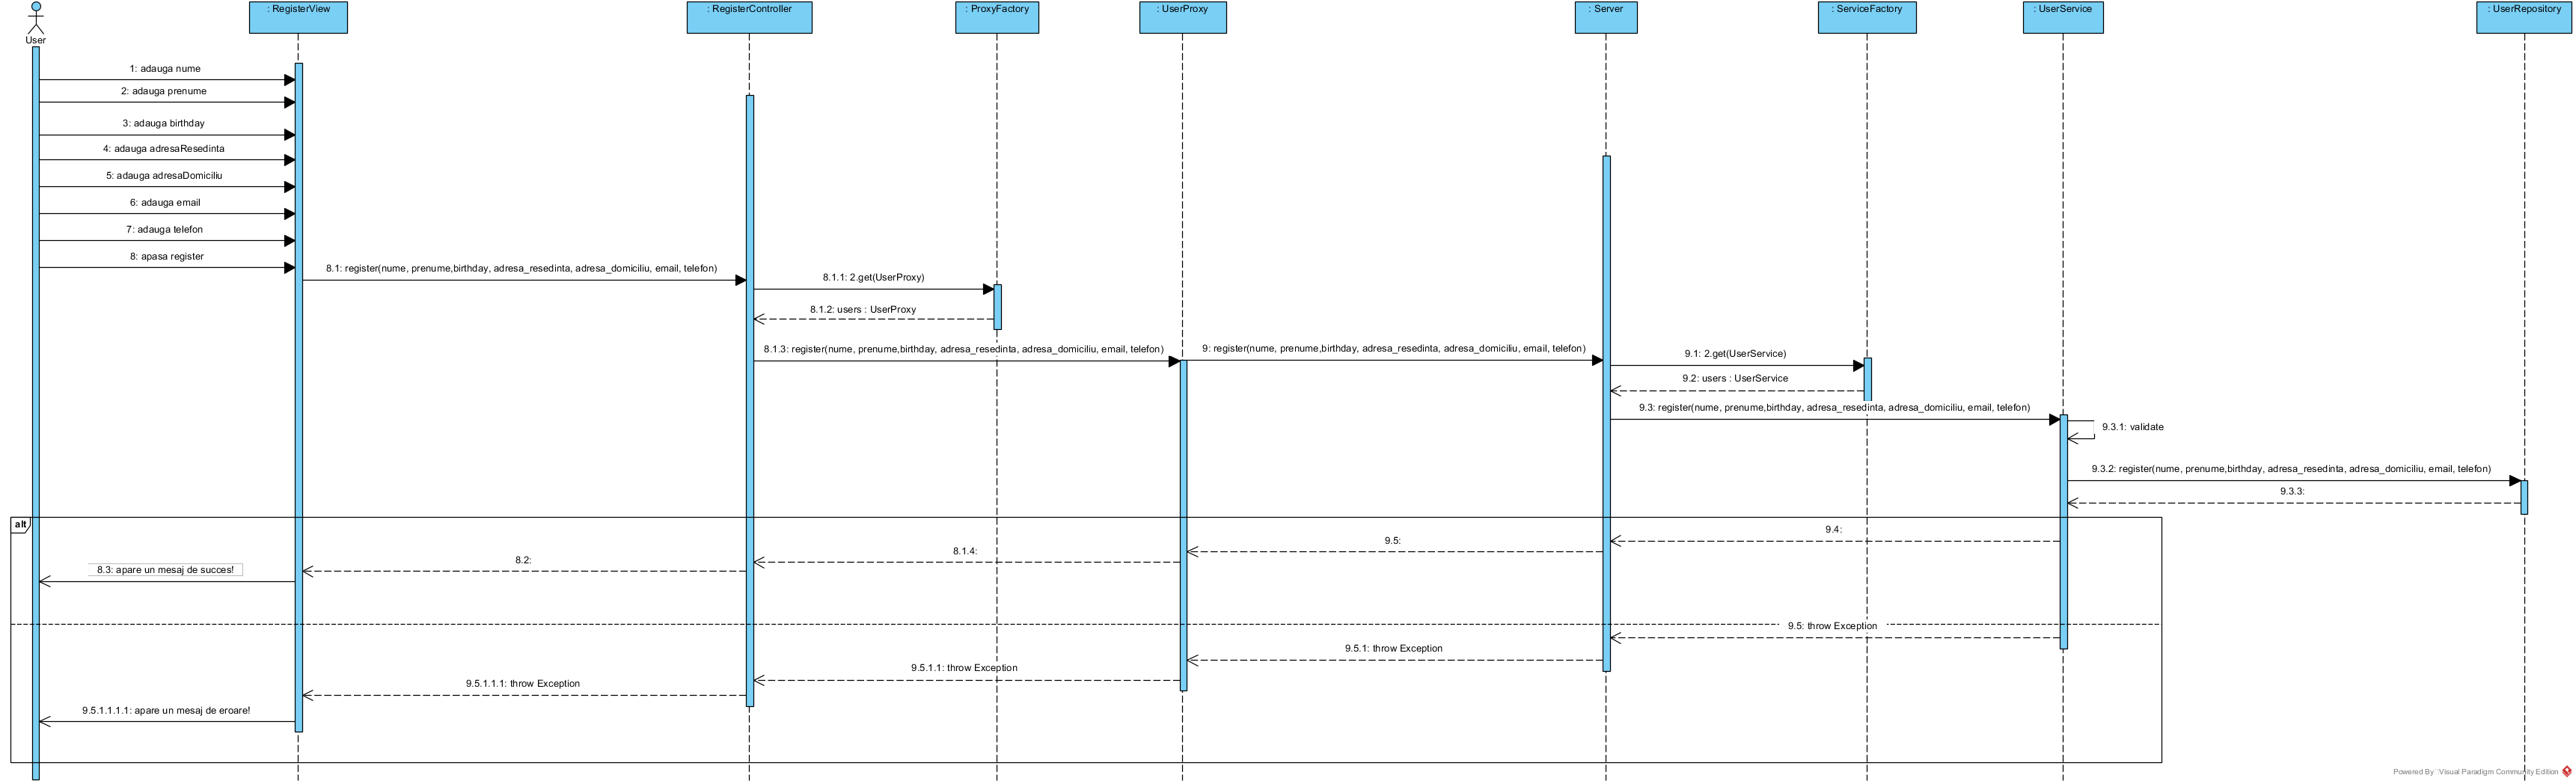 User
: RegisterView
: RegisterController
: ProxyFactory
: UserProxy
: Server
: ServiceFactory
: UserService
: UserRepository
1: adauga nume
2: adauga prenume
3: adauga birthday
4: adauga adresaResedinta
5: adauga adresaDomiciliu
6: adauga email
7: adauga telefon
8: apasa register
8.1: register(nume, prenume,birthday, adresa_resedinta, adresa_domiciliu, email, telefon)
8.1.1: 2.get(UserProxy)
8.1.2: users : UserProxy
8.1.3: register(nume, prenume,birthday, adresa_resedinta, adresa_domiciliu, email, telefon)
9: register(nume, prenume,birthday, adresa_resedinta, adresa_domiciliu, email, telefon)
9.1: 2.get(UserService)
9.2: users : UserService
9.3: register(nume, prenume,birthday, adresa_resedinta, adresa_domiciliu, email, telefon)
9.3.1: validate
9.3.2: register(nume, prenume,birthday, adresa_resedinta, adresa_domiciliu, email, telefon)
9.3.3:
alt
9.4:
9.5:
8.1.4:
8.2:
8.3: apare un mesaj de succes!
9.5: throw Exception
9.5.1: throw Exception
9.5.1.1: throw Exception
9.5.1.1.1: throw Exception
9.5.1.1.1.1: apare un mesaj de eroare!
Powered By Visual Paradigm Community Edition